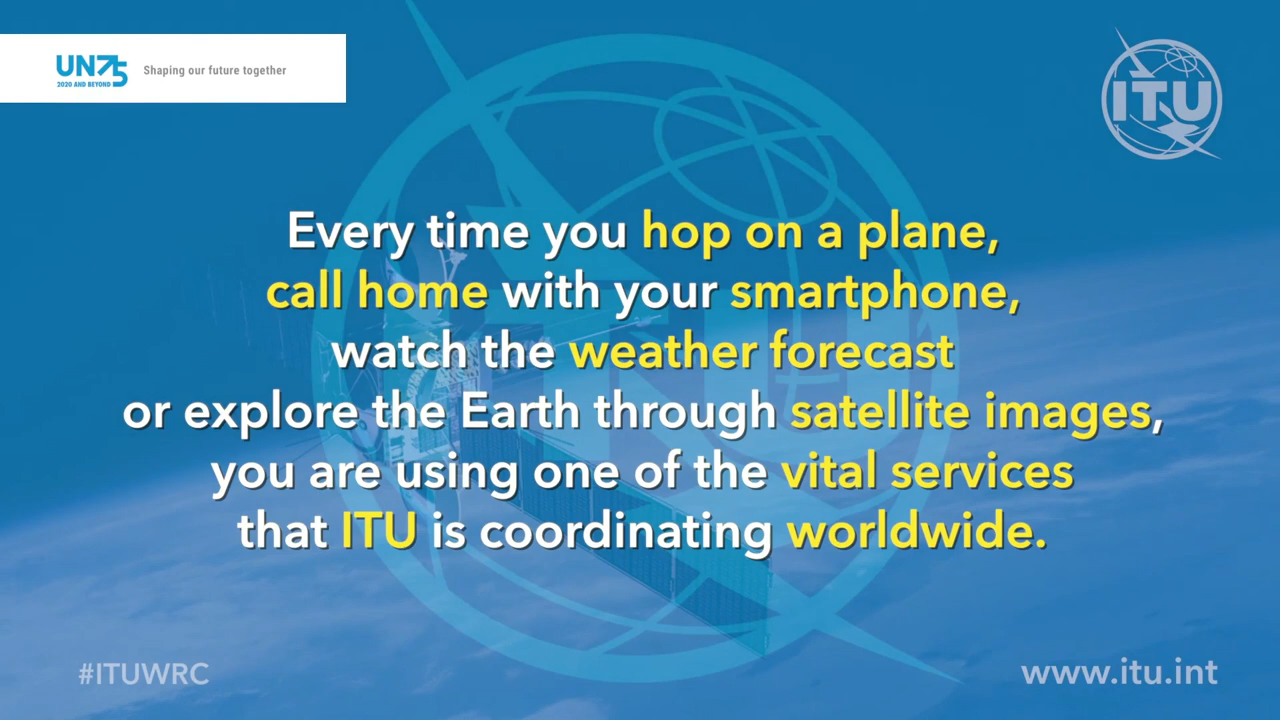 UN75
2020 AND BEYOND
Shaping our future together
ITU
Every time you hop on a plane,
call home with your smartphone,
watch the weather forecast
or explore the Earth through satellite images,
you are using one of the vital services
that ITU is coordinating worldwide.
#ITUWRC
www.itu.int